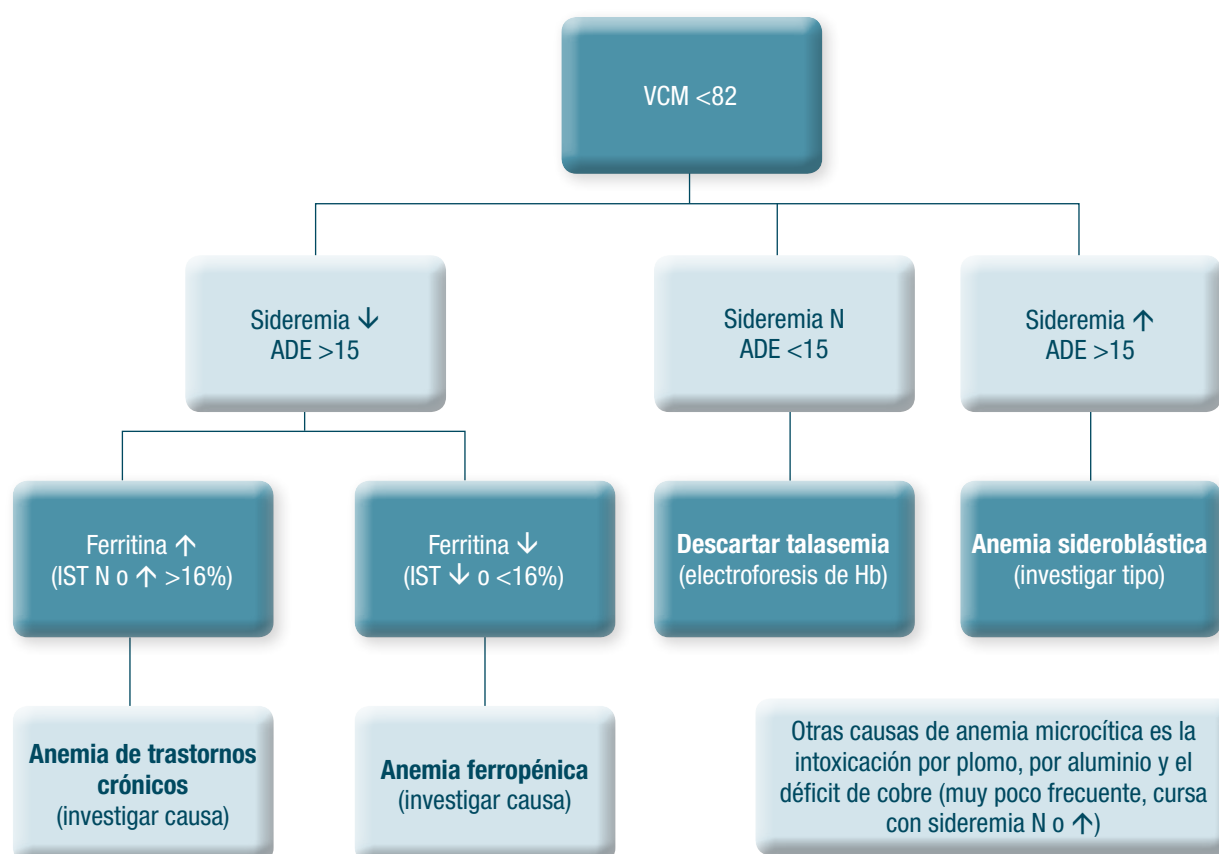 VCM <82
Sideremia ↓
ADE >15
Sideremia N
ADE <15
Sideremia ↑
ADE >15
Ferritina ↑
(IST N o ↑ >16%)
Ferritina ↓
(IST ↓ o <16%)
Descartar talasemia
(electroforesis de Hb)
Anemia sideroblástica
(investigar tipo)
Anemia de trastornos
crónicos
(investigar causa)
Anemia ferropénica
(investigar causa)
Otras causas de anemia microcítica es la
intoxicación por plomo, por aluminio y el
déficit de cobre (muy poco frecuente, cursa
con sideremia N o ↑)